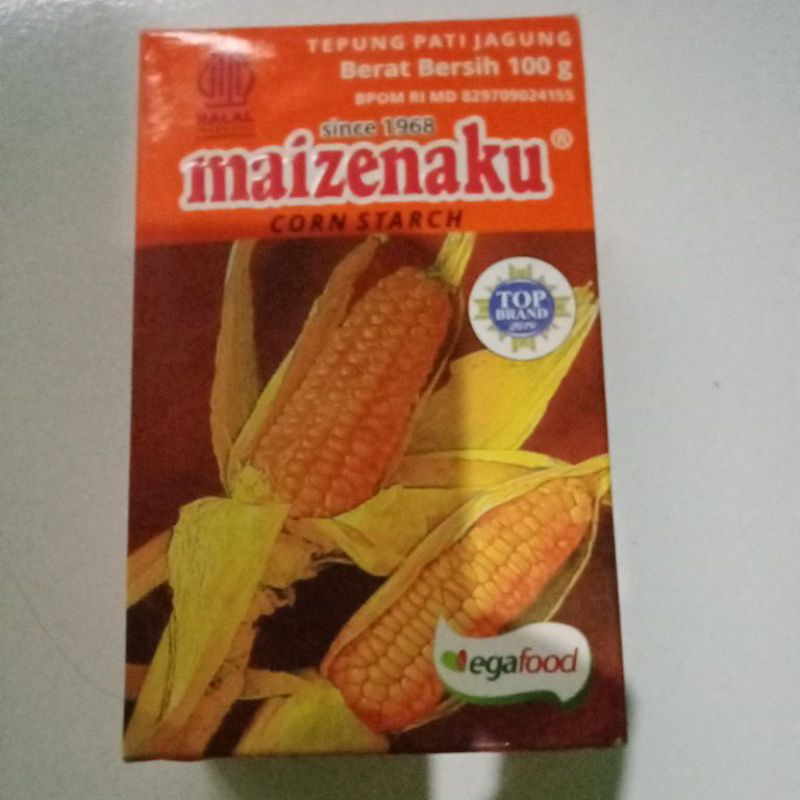 TEPUNG PATI JAGUNG
Berat Bersih 100 g
BPOM RI MD 829709024155
HALAL
since 1968
maizenaku®
CORN STARCH
TOP
BRAND
2019
egafood